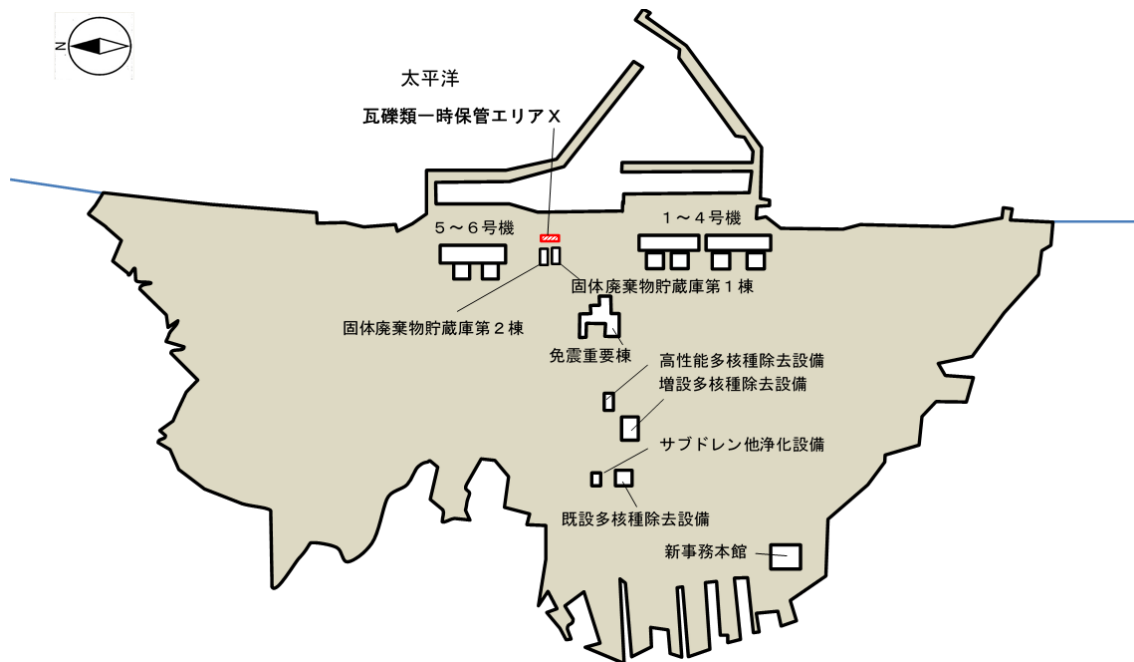 N
太平洋
瓦礫類一時保管エリアX
5~6号機
1~4号機
固体廃棄物貯蔵庫第1棟
固体廃棄物貯蔵庫第2棟
免震重要棟
高性能多核種除去設備
増設多核種除去設備
サブドレン他浄化設備
既設多核種除去設備
新事務本館